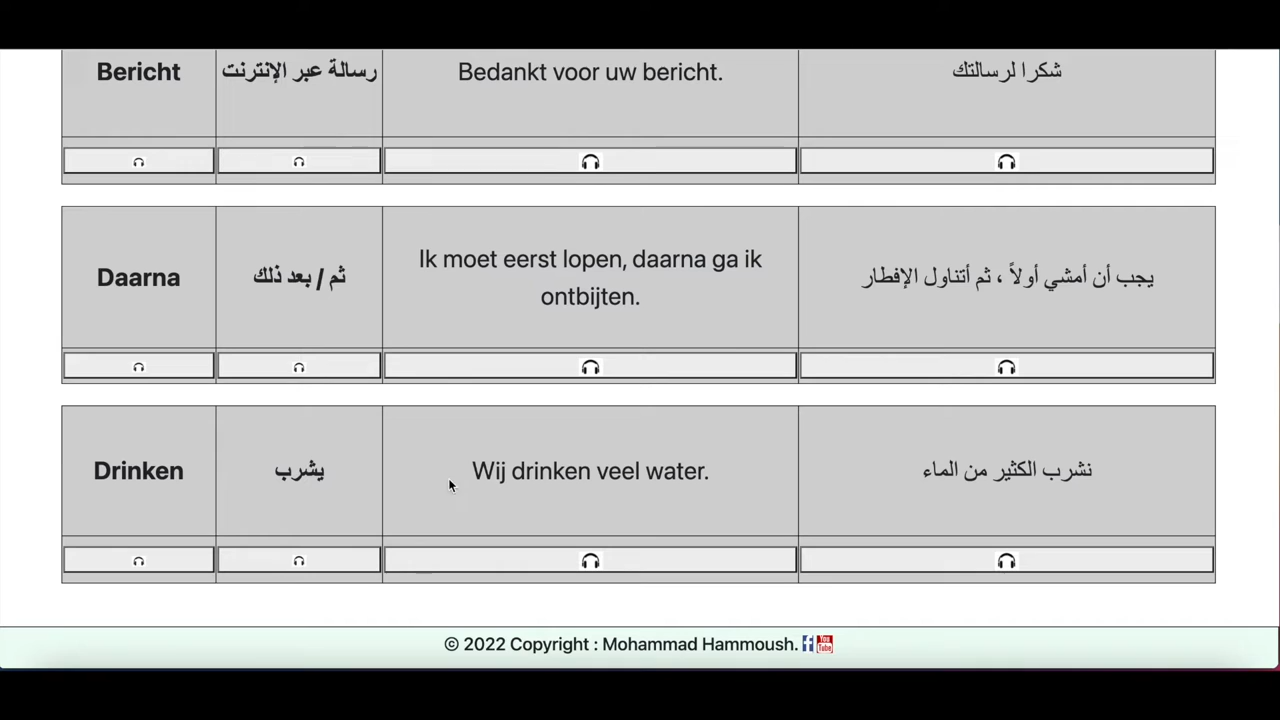 Bericht
رسالة عبر الإنترنت
Bedankt voor uw bericht.
شكرا لرسالتك
Daarna
ثم / بعد ذلك
Ik moet eerst lopen, daarna ga ik
ontbijten.
يجب أن أمشي أولاً ، ثم أتناول الإفطار
Drinken
يشرب
Wij drinken veel water.
نشرب الكثير من الماء
© 2022 Copyright : Mohammad Hammoush.
You
Tube